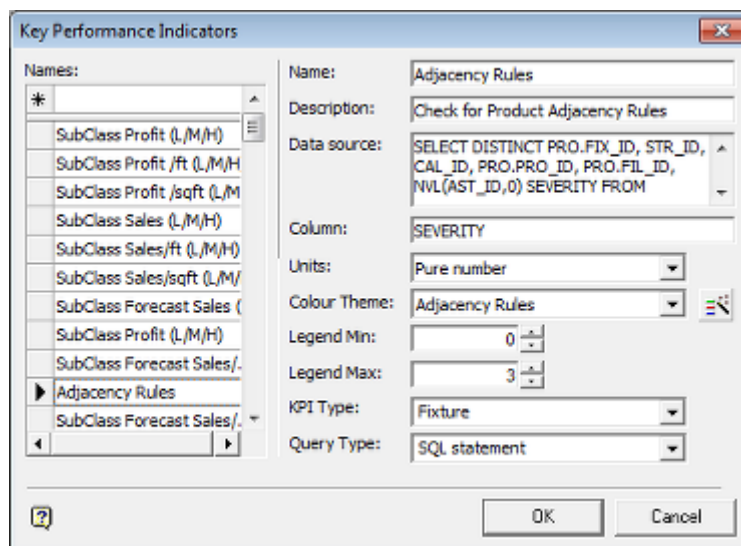 Key Performance Indicators
Names:
*
SubClass Profit (L/M/H)
SubClass Profit /ft (L/M/H
SubClass Profit /sqft (L/M
SubClass Sales (L/M/H)
SubClass Sales/ft (L/M/H)
SubClass Sales/sqft (L/M/
SubClass Forecast Sales (
SubClass Profit (L/M/H)
SubClass Forecast Sales/.
Adjacency Rules
SubClass Forecast Sales/.
Name: Adjacency Rules
Description: Check for Product Adjacency Rules
Data source: SELECT DISTINCT PRO.FIX_ID, STR_ID,
CAL_ID, PRO.PRO_ID, PRO.FIL_ID,
NVL(AST_ID,0) SEVERITY FROM
Column: SEVERITY
Units: Pure number
Colour Theme: Adjacency Rules
Legend Min: 0
Legend Max: 3
KPI Type: Fixture
Query Type: SQL statement
?
OK Cancel